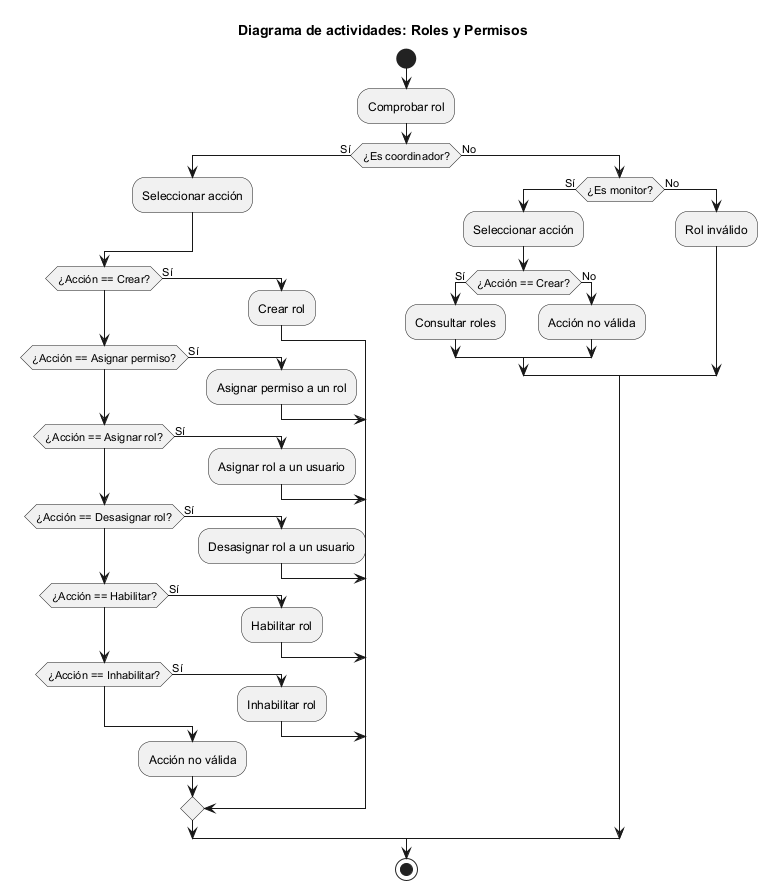 Diagrama de actividades: Roles y Permisos
Comprobar rol
¿Es coordinador?
Sí
No
Seleccionar acción
¿Acción == Crear?
Sí
Crear rol
¿Acción == Asignar permiso?
Sí
Asignar permiso a un rol
¿Acción == Asignar rol?
Sí
Asignar rol a un usuario
¿Acción == Desasignar rol?
Sí
Desasignar rol a un usuario
¿Acción == Habilitar?
Sí
Habilitar rol
¿Acción == Inhabilitar?
Sí
Inhabilitar rol
Acción no válida
¿Es monitor?
Sí
No
Seleccionar acción
¿Acción == Crear?
Sí
No
Consultar roles
Acción no válida
Rol inválido